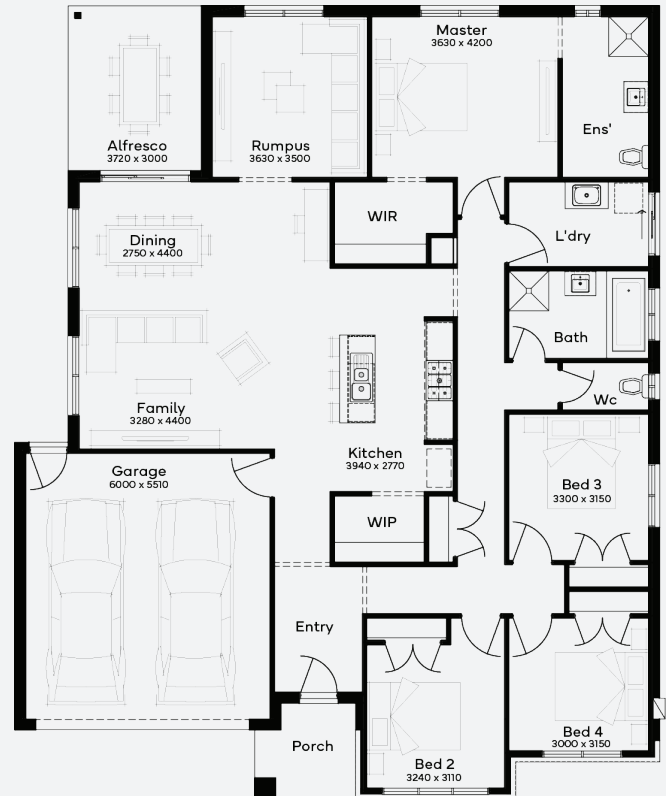 Master
3630 x 4200
Ens'
Alfresco
3720 x 3000
Rumpus
3630 x 3500
WIR
L'dry
Dining
2750 x 4400
Bath
Wc
Family
3280 x 4400
Kitchen
3940 x 2770
Garage
6000 x 5510
Bed 3
3300 x 3150
WIP
Entry
Porch
Bed 2
3240 x 3110
Bed 4
3000 x 3150